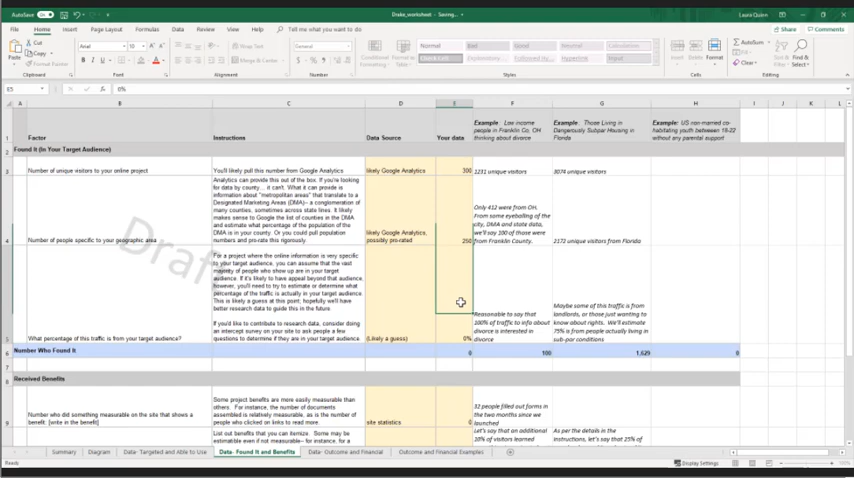 AutoSave
Drake_worksheet - Saving...
Laura Quinn
File Home Insert Page Layout Formulas Data Review View Help Tell me what you want to do
Share Comments
Paste
Cut
Copy
Format Painter
Arial 10
Wrap Text
Merge & Center
General
Conditional Formatting
Format as Table
Normal Bad Good Neutral Calculation
Check Cell Explanatory... Followed Hy... Hyperlink Input
Insert Delete Format
AutoSum
Fill
Clear
Sort & Filter
Find & Select
Clipboard Font Alignment Number Styles Cells Editing
E5 0%
A B C D E F G H I J K L
1 Factor Instructions Data Source Your data
Example: Low income people in Franklin Co. OH thinking about divorce
Example: Those Living in Dangerously Subpar Housing in Florida
Example: US non-married co-habitating youth between 18-22 without any parental support
2 Found It (In Your Target Audience)
3 Number of unique visitors to your online project You'll likely pull this number from Google Analytics likely Google Analytics 300 1231 unique visitors 3074 unique visitors
Analytics can provide this out of the box. If you're looking
for data by county... it can't. What it can provide is
information about "metropolitan areas" that translate to a
Designated Marketing Areas (DMA)-- a conglomeration of
many counties, sometimes across state lines. It likely
makes sense to Google the list of counties in the DMA
and estimate what percentage of the population of the
DMA is in your county. Or you could pull population
numbers and pro-rate this rigorously.
4 Number of people specific to your geographic area
likely Google Analytics, possibly pro-rated
250
Only 412 were from OH.
From some eyeballing of the
city, DMA and state data,
we'll say 100 of those were
from Franklin County.
2172 unique visitors from Florida
Draft
For a project where the online information is very specific
to your target audience, you can assume that the vast
majority of people who show up are in your target
audience. If it's likely to have appeal beyond that audience,
however, you'll need to try to estimate or determine what
percentage of the traffic is actually in your target audience
This is likely a guess at this point; hopefully we'll have
better research data to guide this in the future.
If you'd like to contribute to research data, consider doing
an intercept survey on your site to ask people a few
questions to determine if they are in your target audience.
5 What percentage of this traffic is from your target audience?
(Likely a guess)
0%
Reasonable to say that
100% of traffic to info about
divorce is interested in
divorce
Maybe some of this traffic is from
landlords, or those just wanting to
know about rights. We'll estimate
75% is from people actually living in
sub-par conditions
6 Number Who Found It 0 100 1,629 0
7
8 Received Benefits
Some project benefits are more easily measurable than
others. For instance, the number of documents
assembled is relatively measurable, as is the number of
people who clicked on links to read more.
9 Number who did something measurable on the site that shows a benefit. [write in the benefit]
site statistics
0
32 people filled out forms in
the two months since we
launched
List out benefits that you can itemize. Some may be
estimatible even if not measurable-- for instance, for a
Let's say that an additional
10% of visitors learned
As per the details in the
instructions, let's say that 25% of
Summary Diagram Data- Targeted and Able to Use Data- Found It and Benefits Data- Outcome and Financial Outcome and Financial Examples
Ready
Display Settings